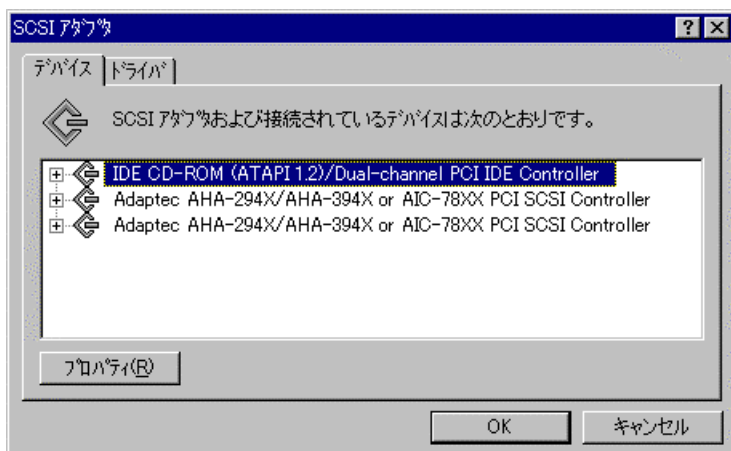 SCSI アダプタ
デバイス ドライバ
SCSI アダプタおよび接続されているデバイスは次のとおりです。
IDE CD-ROM (ATAPI 1.2)/Dual-channel PCI IDE Controller
Adaptec AHA-294X/AHA-394X or AIC-78XX PCI SCSI Controller
Adaptec AHA-294X/AHA-394X or AIC-78XX PCI SCSI Controller
プロパティ(R)
OK キャンセル